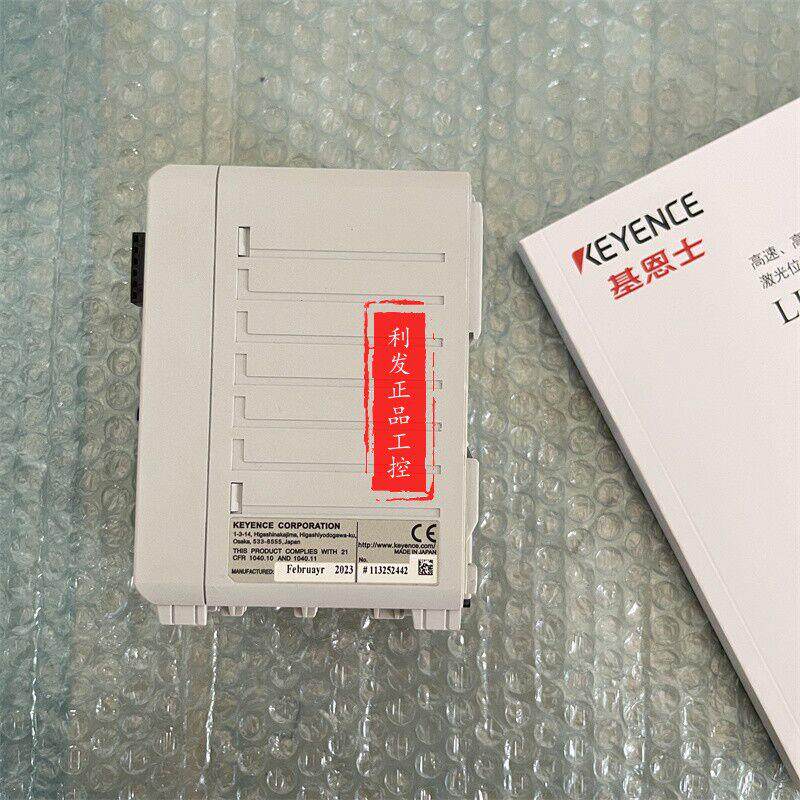 利发正品工控
KEYENCE CORPORATION
1-3-14, Higashinakajima, Higashiyodogawa-ku,
Osaka, 533-8555, Japan
THIS PRODUCT COMPLIES WITH 21
CFR 1040.10 AND 1040.11
MANUFACTURED: Februayr 2023
CE
http://www.keyence.com/
MADE IN JAPAN
No.
# 113252442
KEYENCE
基恩士
高速、高
激光位